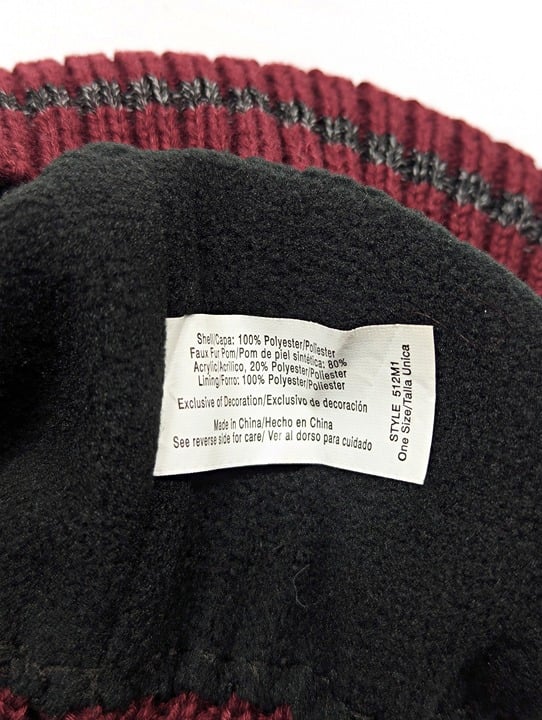 Shell/Capa: 100% Polyester/Poliester
Faux Fur Pom/Pom de piel sintética: 80%
Acrylic/Acrilico, 20% Polyester/Poliester
Lining/Forro: 100% Polyester/Poliester
Exclusive of Decoration/Exclusivo de decoración
Made in China/Hecho en China
See reverse side for care/ Ver al dorso para cuidado
STYLE 512M1
One Size/Talla Unica